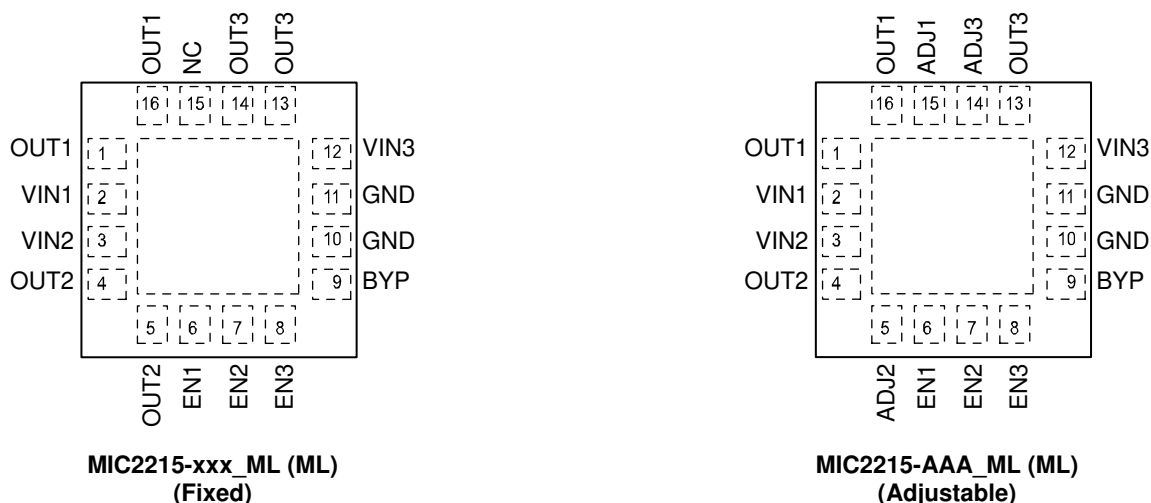 OUT1 NC OUT3 OUT3
16 15 14 13
OUT1 1 12 VIN3
VIN1 2 11 GND
VIN2 3 10 GND
OUT2 4 9 BYP
5 6 7 8
OUT2 EN1 EN2 EN3
MIC2215-xxx_ML (ML)
(Fixed)
OUT1 ADJ1 ADJ3 OUT3
16 15 14 13
OUT1 1 12 VIN3
VIN1 2 11 GND
VIN2 3 10 GND
OUT2 4 9 BYP
5 6 7 8
ADJ2 EN1 EN2 EN3
MIC2215-AAA_ML (ML)
(Adjustable)